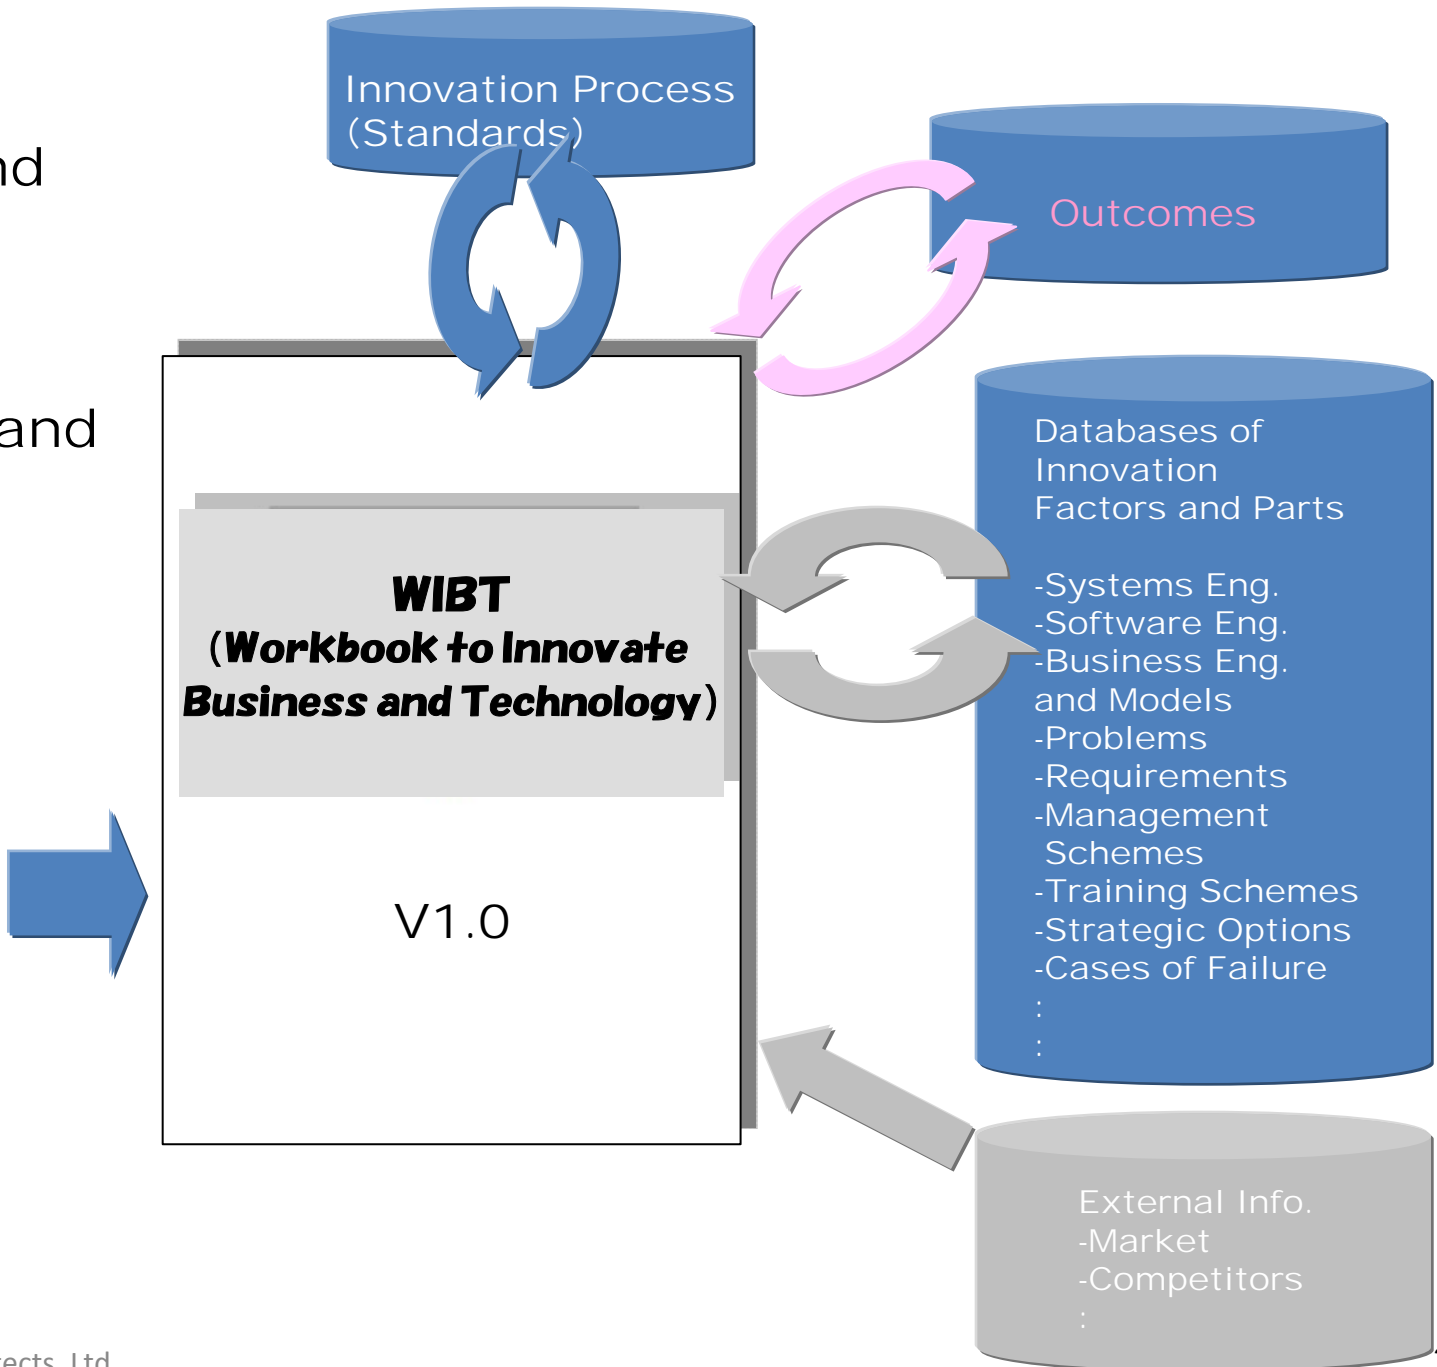 Innovation Process
(Standards)
nd
Outcomes
and
Databases of
Innovation
Factors and Parts
-Systems Eng.
-Software Eng.
-Business Eng.
and Models
-Problems
-Requirements
-Management
Schemes
-Training Schemes
-Strategic Options
-Cases of Failure
:
:
WIBT
(Workbook to Innovate
Business and Technology)
V1.0
External Info.
-Market
-Competitors
:
tects, Ltd